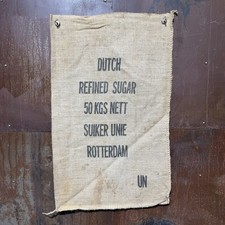 DUTCH
REFINED SUGAR
50 KGS NETT
SUIKER UNIE
ROTTERDAM
UN